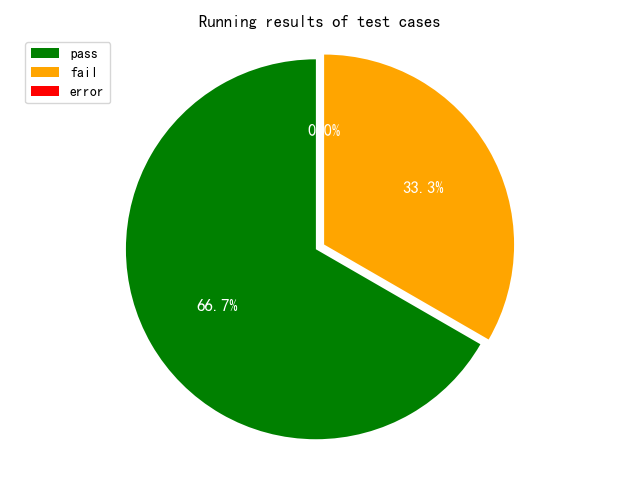 Running results of test cases
pass
fail
error
0.0%
33.3%
66.7%